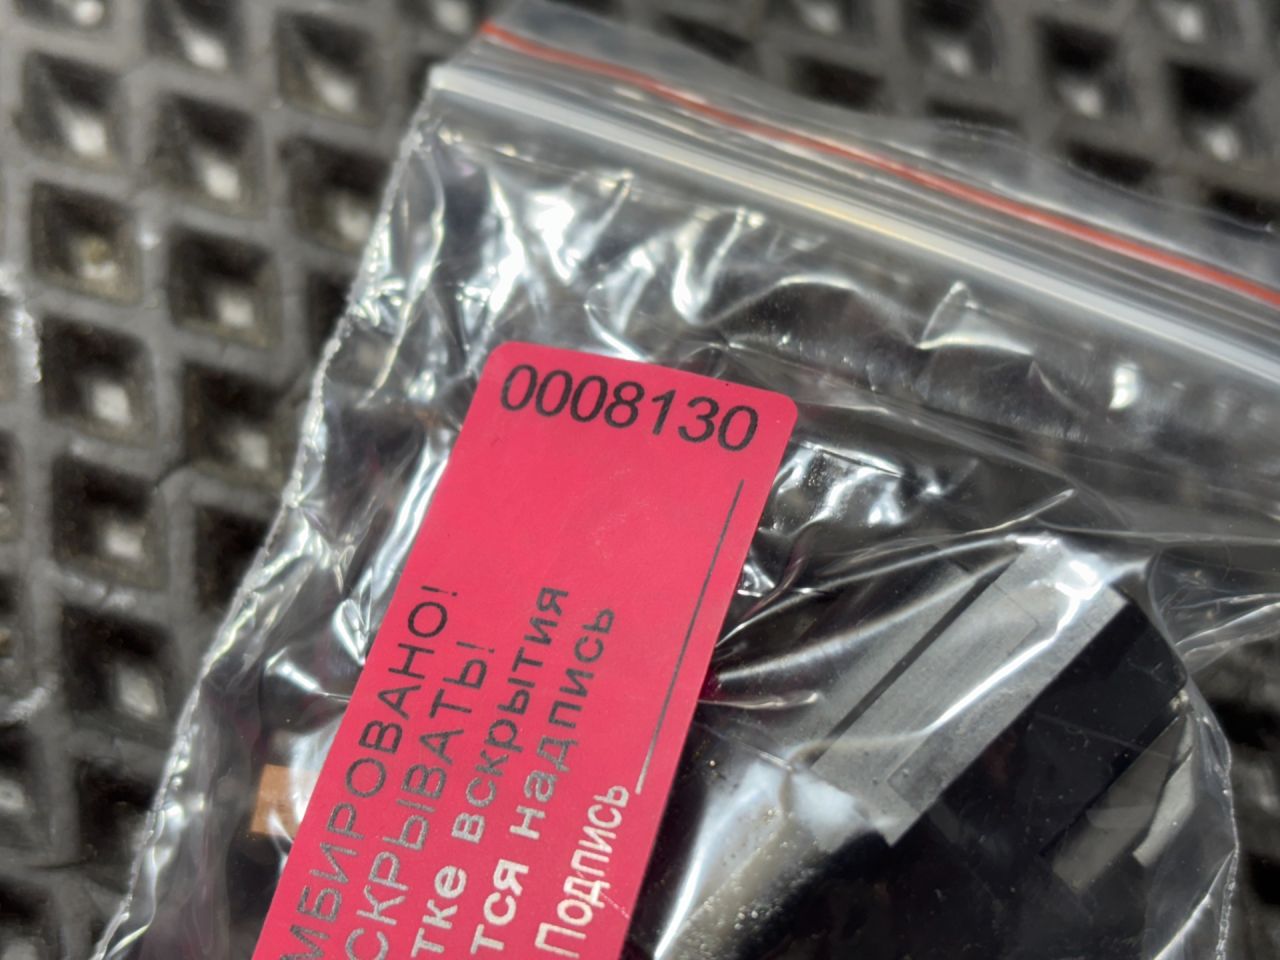 0008130
МБИРОВАНО!
СКРЫВАТЬ!
тке вскрытия
тся надпись
Подпись